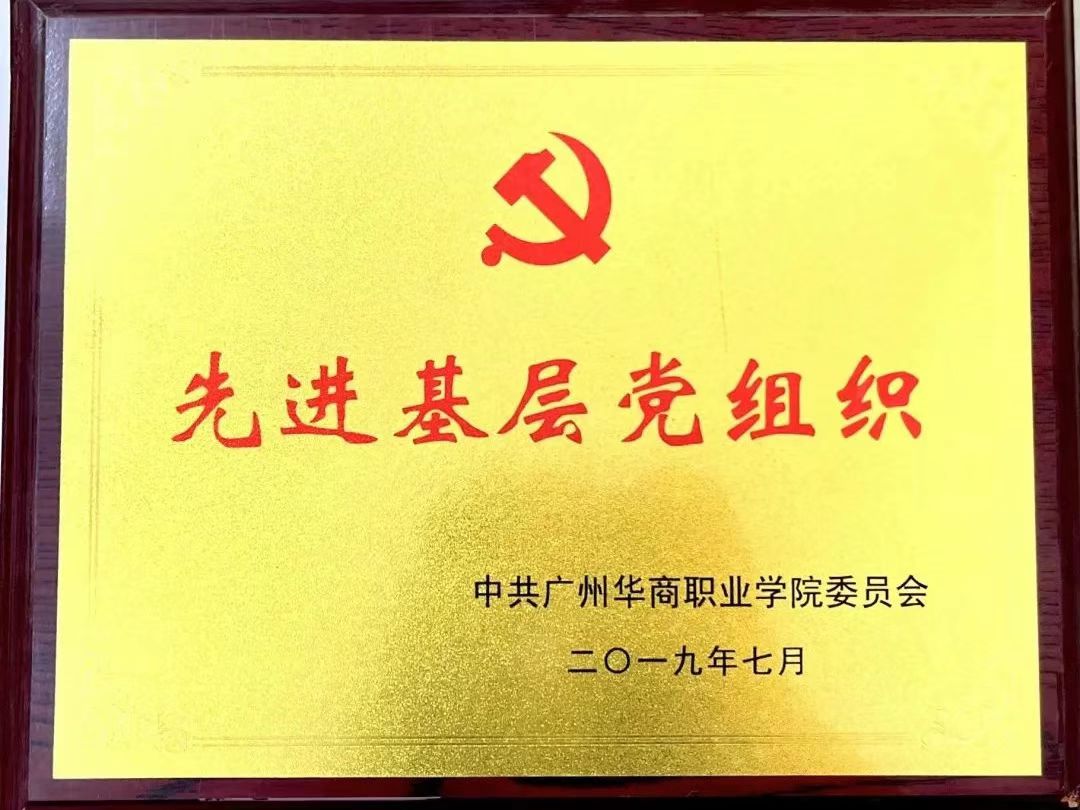 先进基层党组织
中共广州华商职业学院委员会
二〇一九年七月